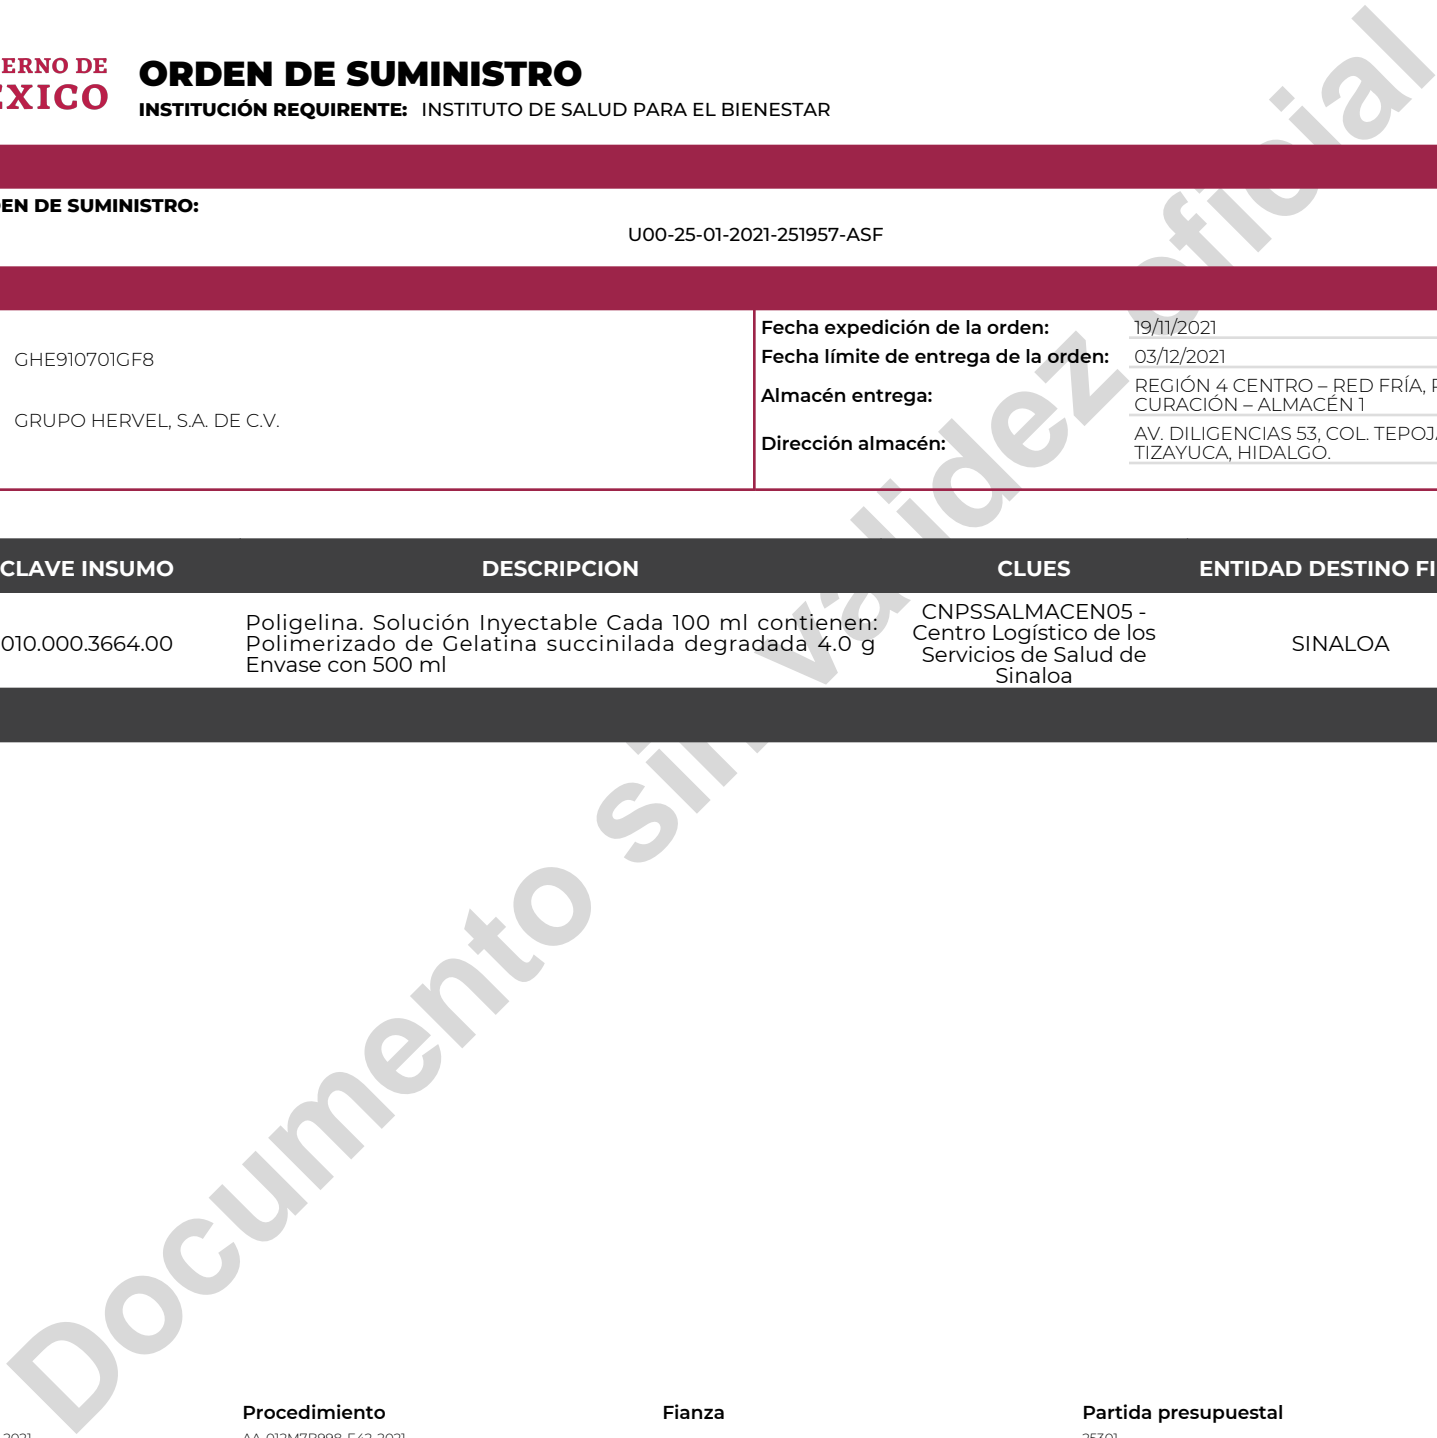 ERNO DE
EXICO
ORDEN DE SUMINISTRO
INSTITUCIÓN REQUIRENTE: INSTITUTO DE SALUD PARA EL BIENESTAR
EN DE SUMINISTRO:
U00-25-01-2021-251957-ASF
GHE910701GF8
GRUPO HERVEL, S.A. DE C.V.
Fecha expedición de la orden: 19/11/2021
Fecha límite de entrega de la orden: 03/12/2021
Almacén entrega: REGIÓN 4 CENTRO – RED FRÍA,
CURACIÓN – ALMACÉN 1
Dirección almacén: AV. DILIGENCIAS 53, COL. TEPOJ
TIZAYUCA, HIDALGO.
CLAVE INSUMO DESCRIPCION CLUES ENTIDAD DESTINO FI
010.000.3664.00
Poligelina. Solución Inyectable Cada 100 ml contienen:
Polimerizado de Gelatina succinilada degradada 4.0 g
Envase con 500 ml
CNPSSALMACEN05 -
Centro Logístico de los
Servicios de Salud de
Sinaloa
SINALOA
Documento sin validez oficial
Procedimiento Fianza Partida presupuestal